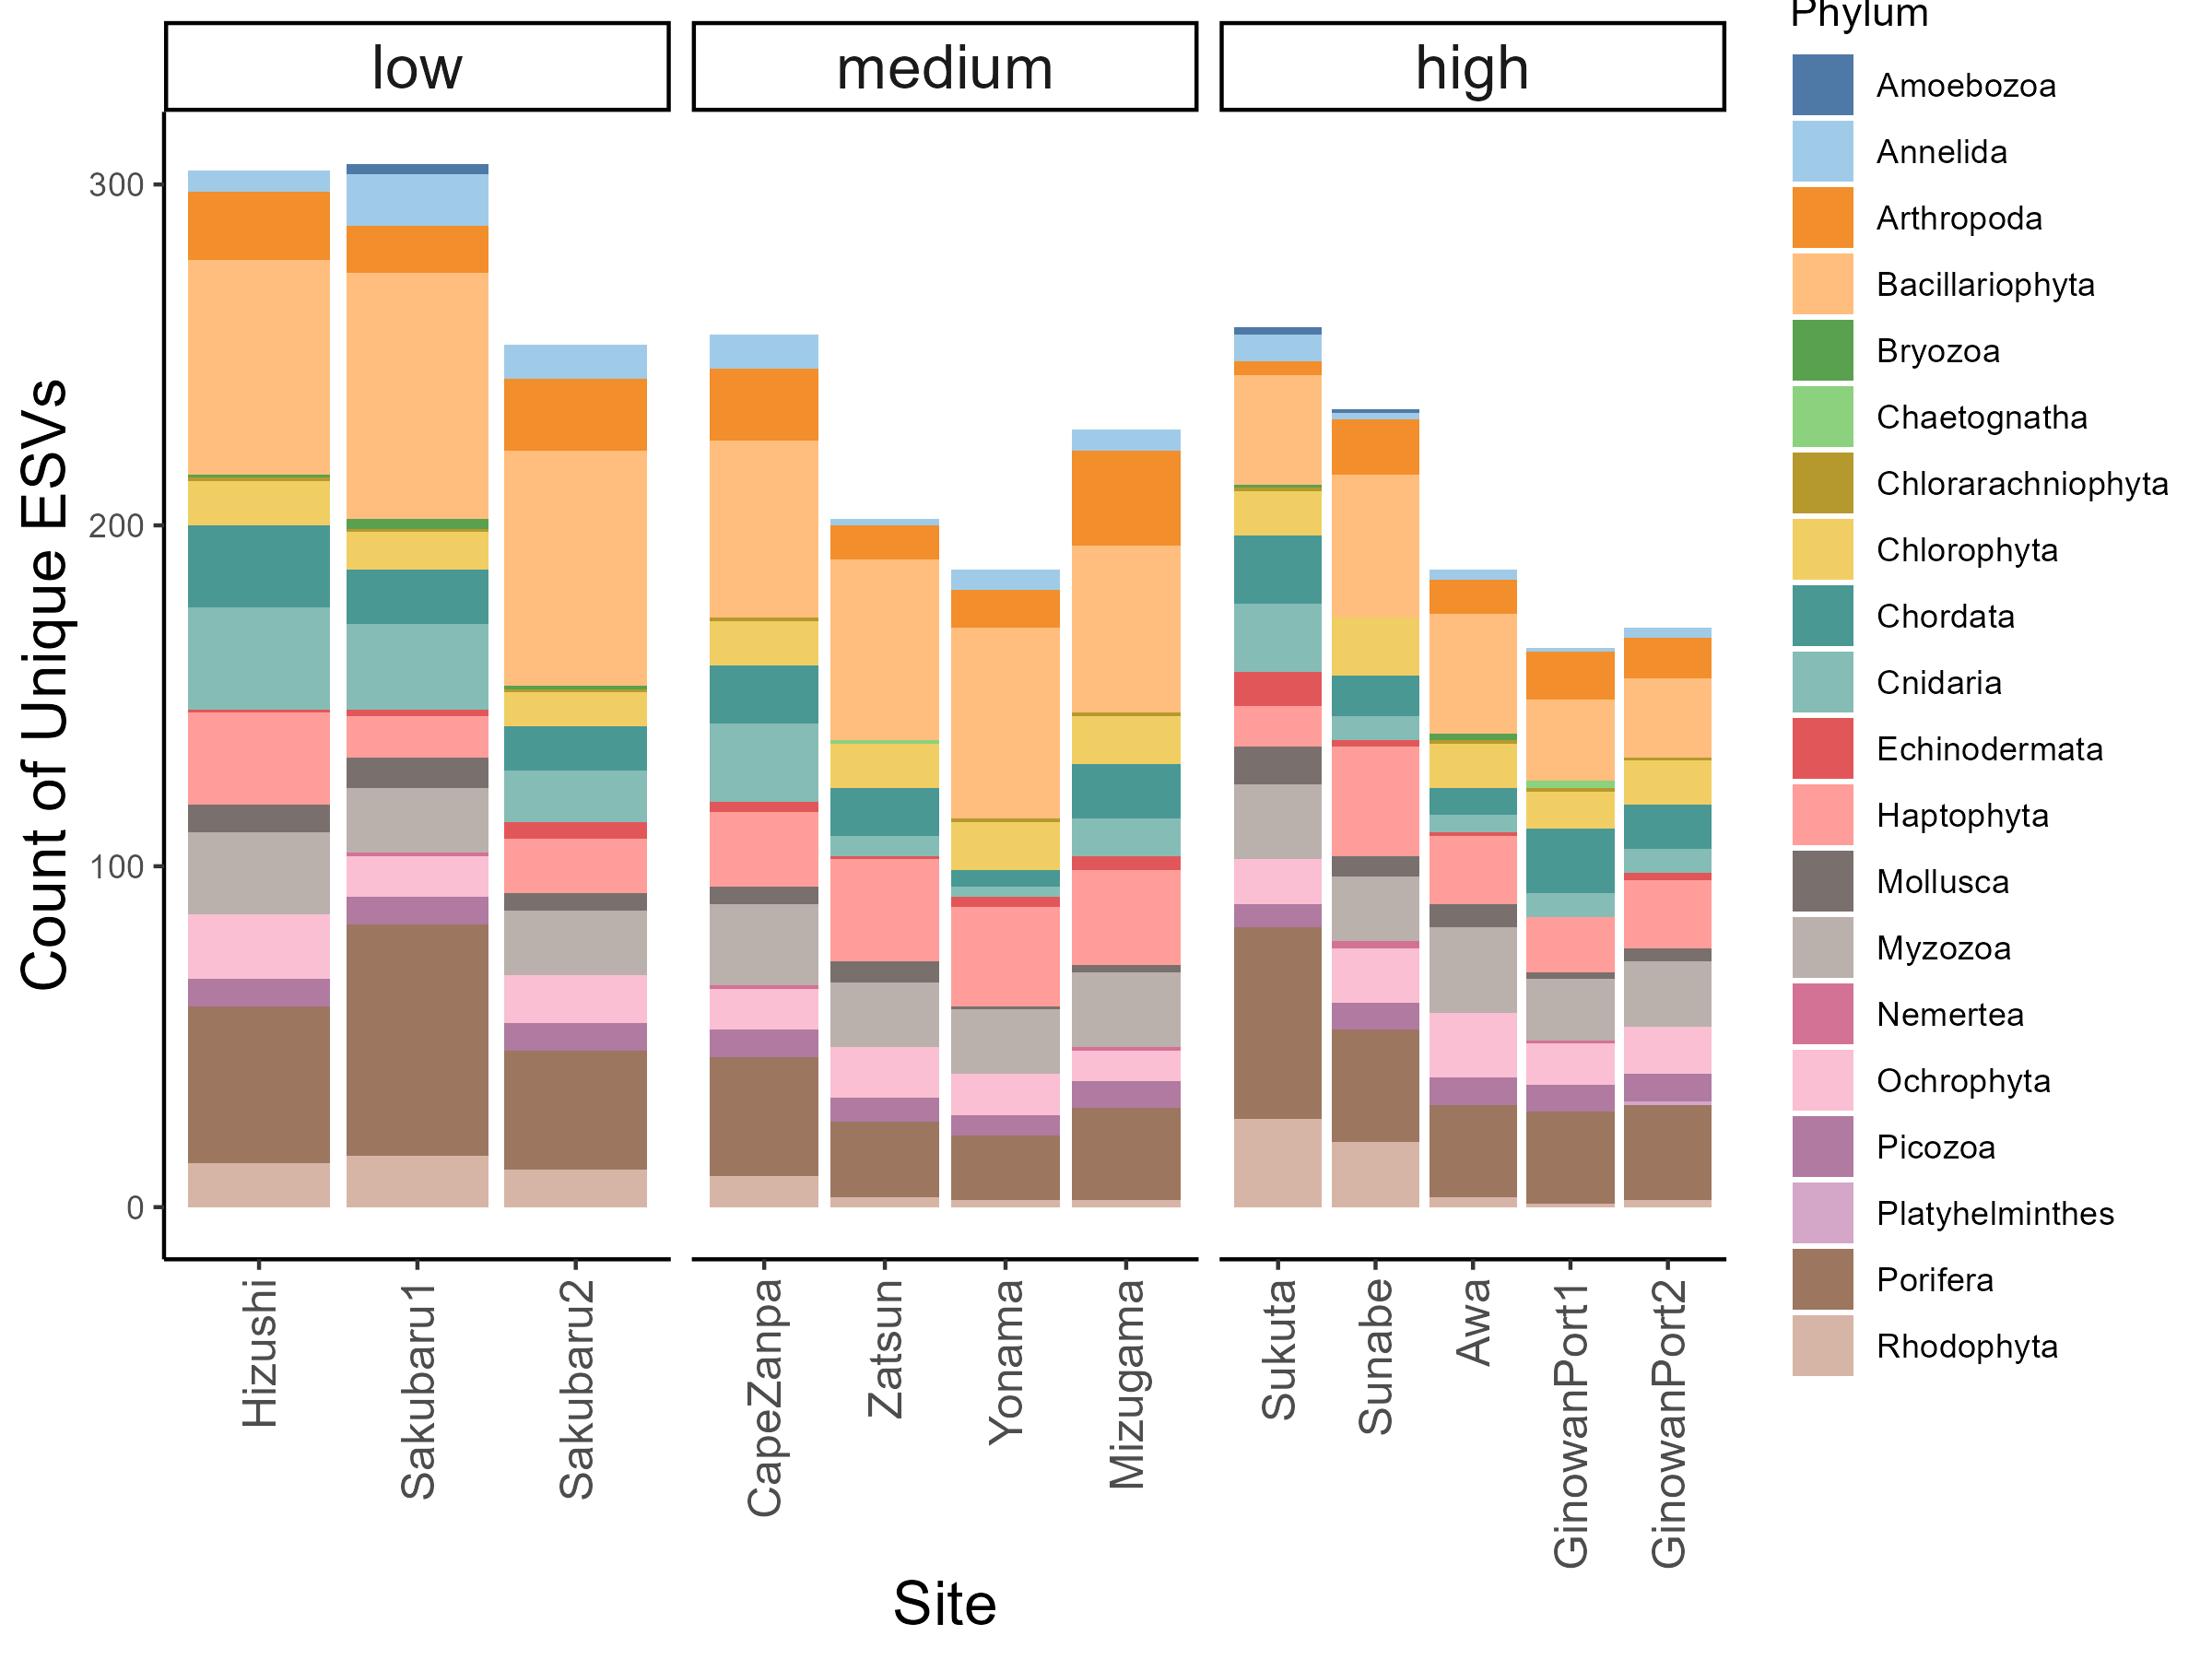 low
medium
high
Phylum
Amoebozoa
Annelida
Arthropoda
Bacillariophyta
Bryozoa
Chaetognatha
Chlorarachniophyta
Chlorophyta
Chordata
Cnidaria
Echinodermata
Haptophyta
Mollusca
Myzozoa
Nemertea
Ochrophyta
Picozoa
Platyhelminthes
Porifera
Rhodophyta
Count of Unique ESVs
300
200
100
0
Hizushi
Sakubaru1
Sakubaru2
CapeZanpa
Zatsun
Yonama
Mizugama
Sukuta
Sunabe
Awa
GinowanPort1
GinowanPort2
Site